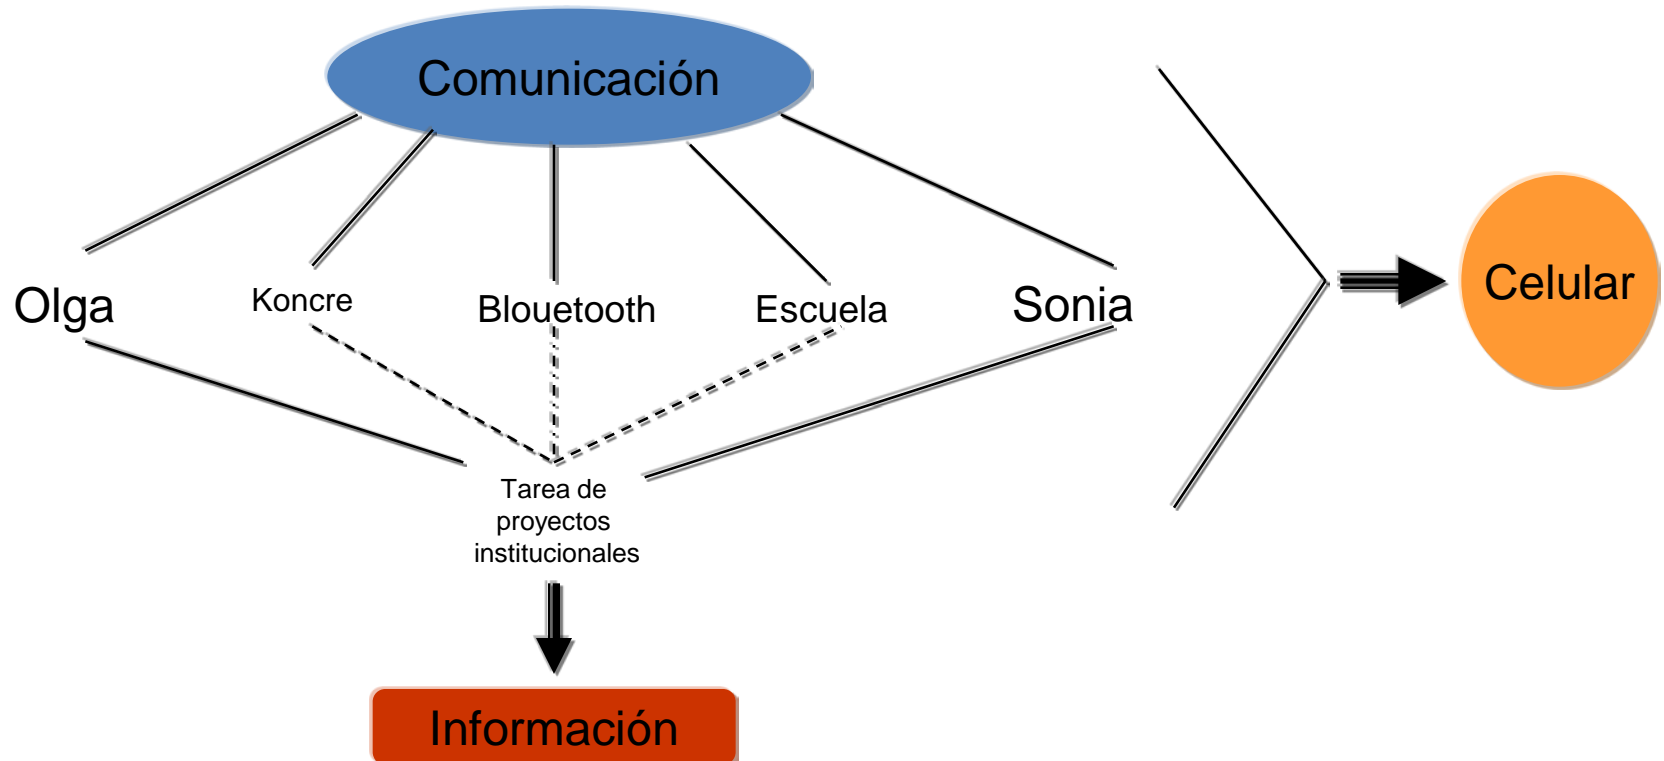 Comunicación
Olga
Koncre
Blouetooth
Escuela
Sonia
Celular
Tarea de
proyectos
institucionales
Información